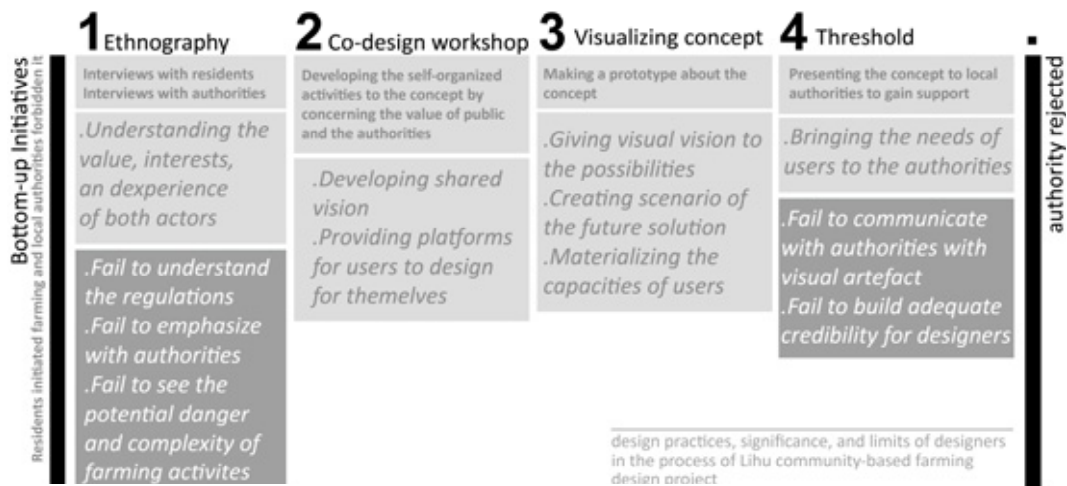 Bottom-up Initiatives
Residents initiated farming and local authorities forbidden it
1 Ethnography
Interviews with residents
Interviews with authorities
.Understanding the
value, interests,
an dexperience
of both actors
.Fail to understand
the regulations
.Fail to emphasize
with authorities
.Fail to see the
potential danger
and complexity of
farming activites
2 Co-design workshop
Developing the self-organized
activities to the concept by
concerning the value of public
and the authorities
.Developing shared
vision
.Providing platforms
for users to design
for themelves
3 Visualizing concept
Making a prototype about the
concept
.Giving visual vision to
the possibilities
.Creating scenario of
the future solution
.Materializing the
capacities of users
4 Threshold
Presenting the concept to local
authorities to gain support
.Bringing the needs of
users to the authorities
.Fail to communicate
with authorities with
visual artefact
.Fail to build adequate
credibility for designers
authority rejected
design practices, significance, and limits of designers
in the process of Lihu community-based farming
design project